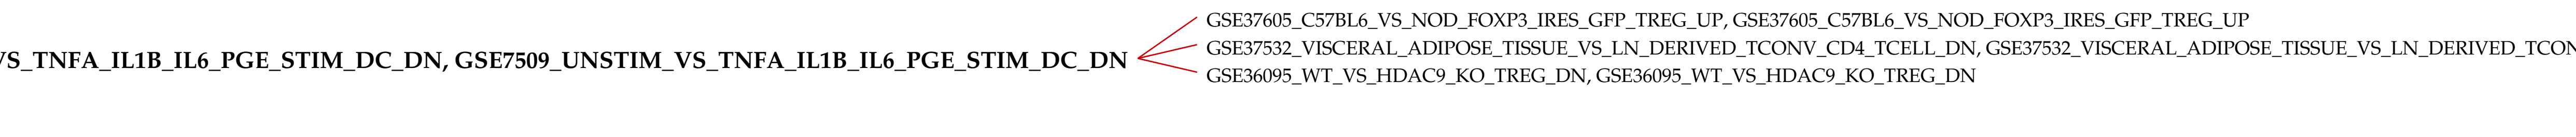 GSE37605_C57BL6_VS_NOD_FOXP3_IRES_GFP_TREG_UP, GSE37605_C57BL6_VS_NOD_FOXP3_IRES_GFP_TREG_UP
VS_TNFA_IL1B_IL6_PGE_STIM_DC_DN, GSE7509_UNSTIM_VS_TNFA_IL1B_IL6_PGE_STIM_DC_DN
GSE37532_VISCERAL_ADIPOSE_TISSUE_VS_LN_DERIVED_TCONV_CD4_TCELL_DN, GSE37532_VISCERAL_ADIPOSE_TISSUE_VS_LN_DERIVED_TCON
GSE36095_WT_VS_HDAC9_KO_TREG_DN, GSE36095_WT_VS_HDAC9_KO_TREG_DN